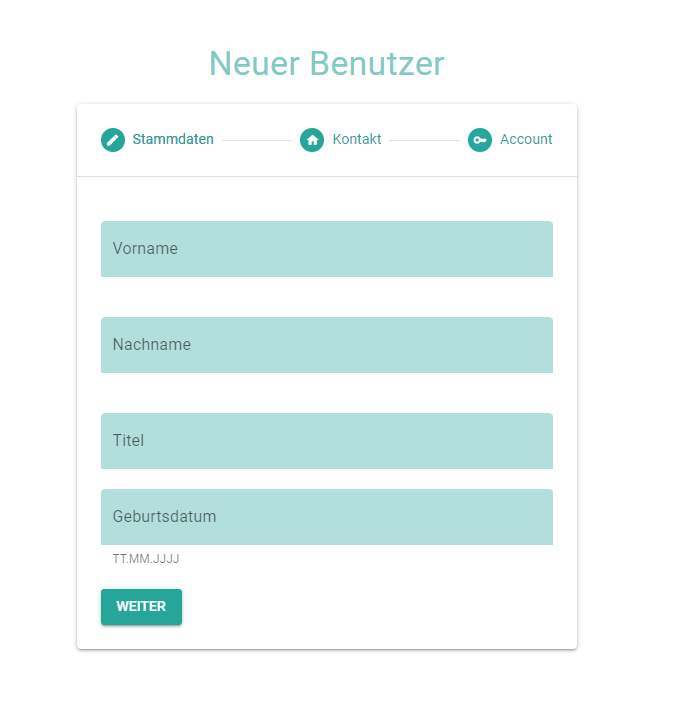 Neuer Benutzer
Stammdaten Kontakt Account
Vorname
Nachname
Titel
Geburtsdatum
TT.MM.JJJJ
WEITER